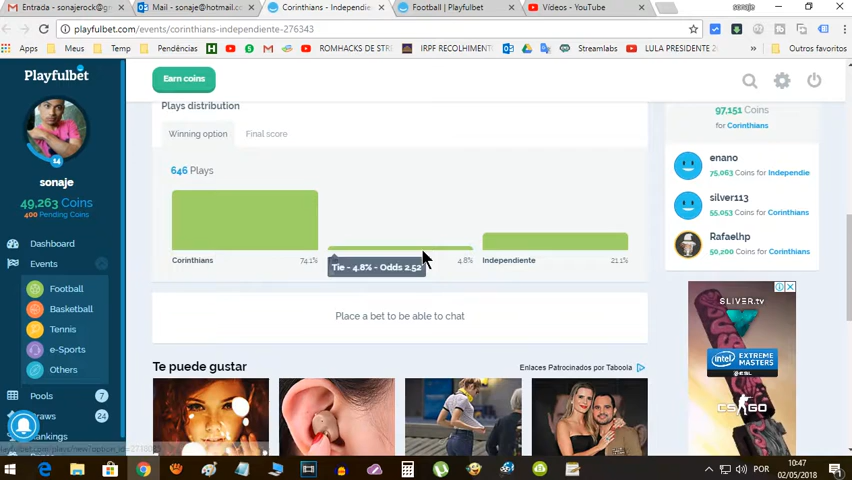 Entrada - sonajerock@g
Mail - sonaje@hotmail.c
Corinthians - Independie
Football | Playfulbet
Vídeos - YouTube
sonaje
https://playfulbet.com/events/corinthians-independiente-276343
Apps
Meus
Temp
Pendências
ROMHACKS DE STREET
IRPF RECOLHIMENTO
Streamlabs
LULA PRESIDENTE 20
Outros favoritos
Playfulbet
Earn coins
14
sonaje
49,263 Coins
400 Pending Coins
Dashboard
Events
Football
Basketball
Tennis
e-Sports
Others
Pools 7
Draws 24
Rankings
Plays distribution
Winning option
Final score
646 Plays
Corinthians 74.1%
4.8%
Independiente 21.1%
Tie - 4.8% - Odds 2.52
Place a bet to be able to chat
Te puede gustar
Enlaces Patrocinados por Taboola
97,151 Coins
for Corinthians
enano
75,063 Coins for Independie
silver113
55,053 Coins for Corinthians
Rafaelhp
50,200 Coins for Corinthians
SLIVER.tv
intel
EXTREME
MASTERS
@ESL
CS:GO
POR
10:47
02/05/2018